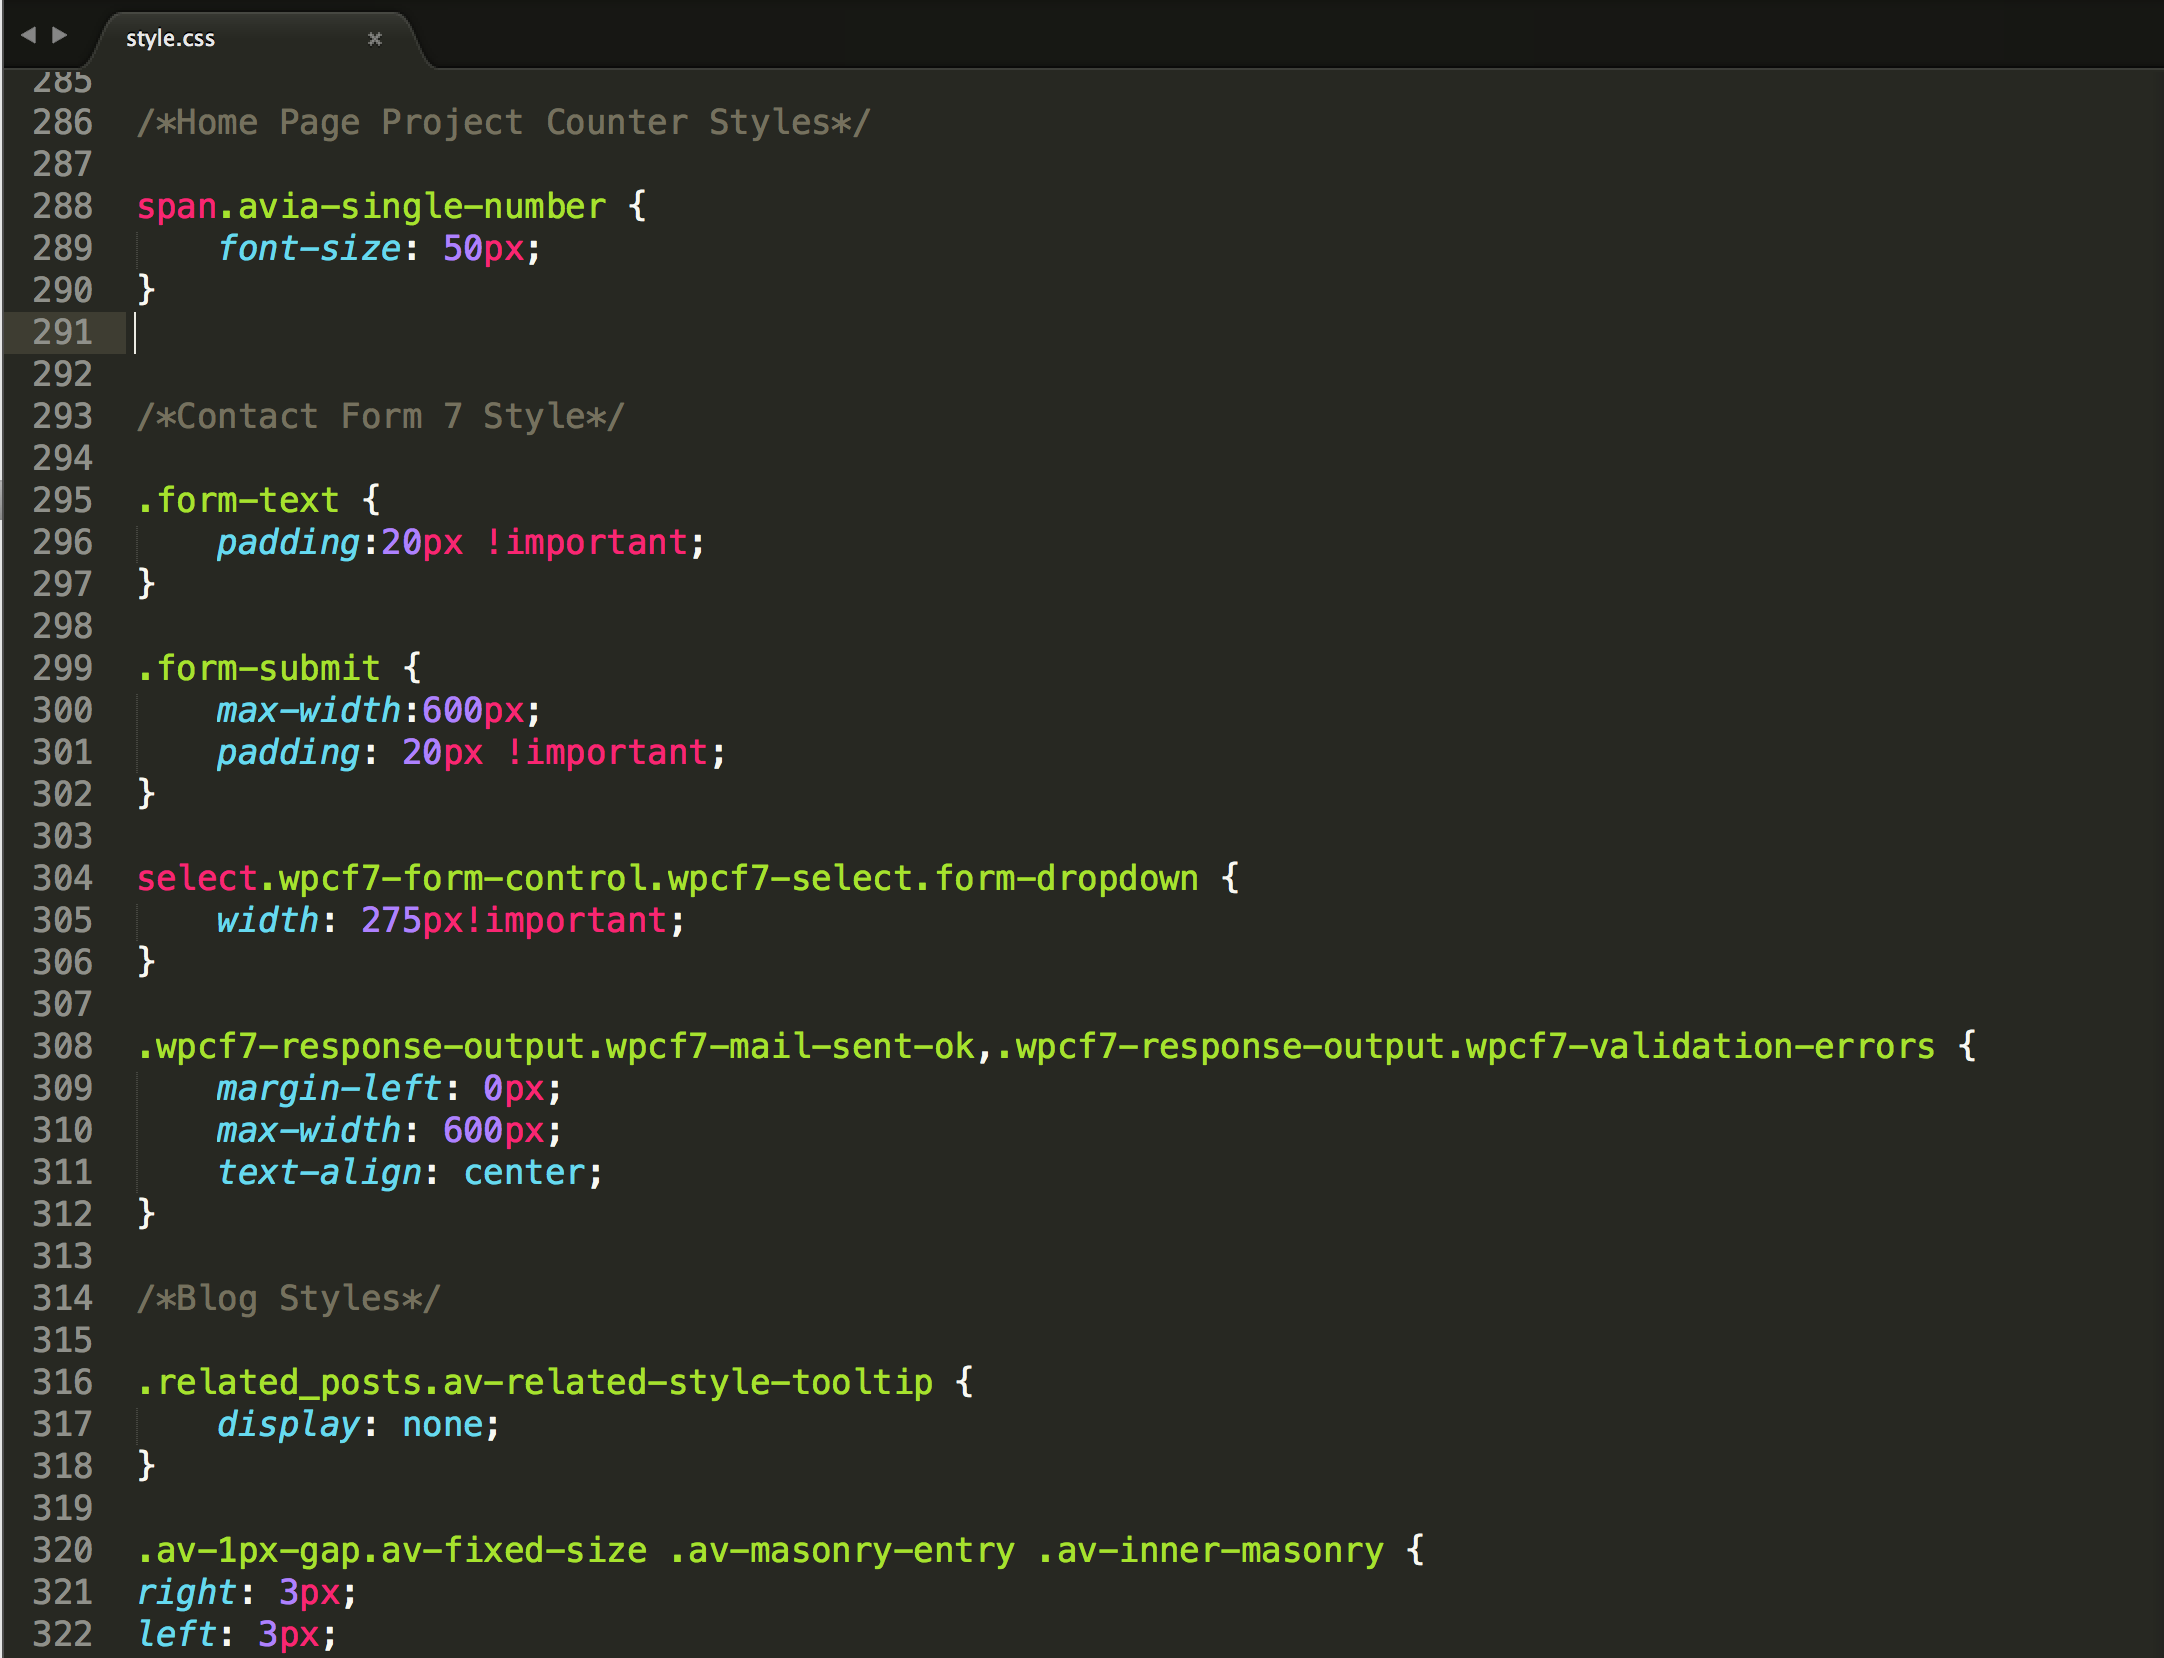 style.css
285
286 /*Home Page Project Counter Styles*/
287
288 span.avia-single-number {
289     font-size: 50px;
290 }
291
292
293 /*Contact Form 7 Style*/
294
295 .form-text {
296     padding:20px !important;
297 }
298
299 .form-submit {
300     max-width:600px;
301     padding: 20px !important;
302 }
303
304 select.wpcf7-form-control.wpcf7-select.form-dropdown {
305     width: 275px!important;
306 }
307
308 .wpcf7-response-output.wpcf7-mail-sent-ok,.wpcf7-response-output.wpcf7-validation-errors {
309     margin-left: 0px;
310     max-width: 600px;
311     text-align: center;
312 }
313
314 /*Blog Styles*/
315
316 .related_posts.av-related-style-tooltip {
317     display: none;
318 }
319
320 .av-1px-gap.av-fixed-size .av-masonry-entry .av-inner-masonry {
321 right: 3px;
322 left: 3px;